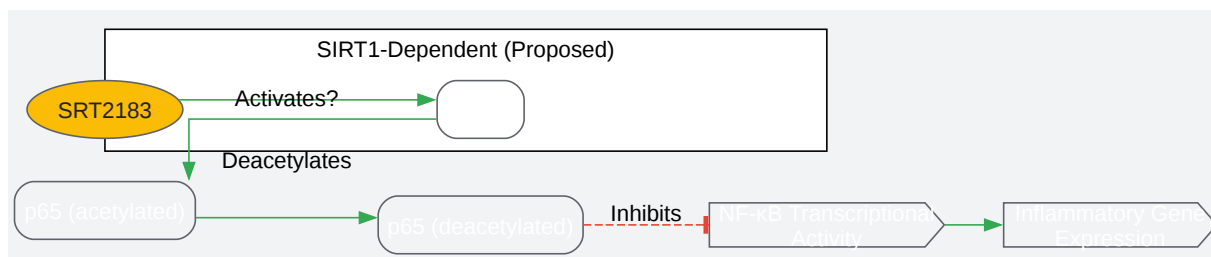 SIRT1-Dependent (Proposed)
SRT2183
Activates?
Deacetylates
p65 (acetylated)
p65 (deacetylated)
Inhibits
NF-κB Transcriptional
Activity
Inflammatory Gene
Expression